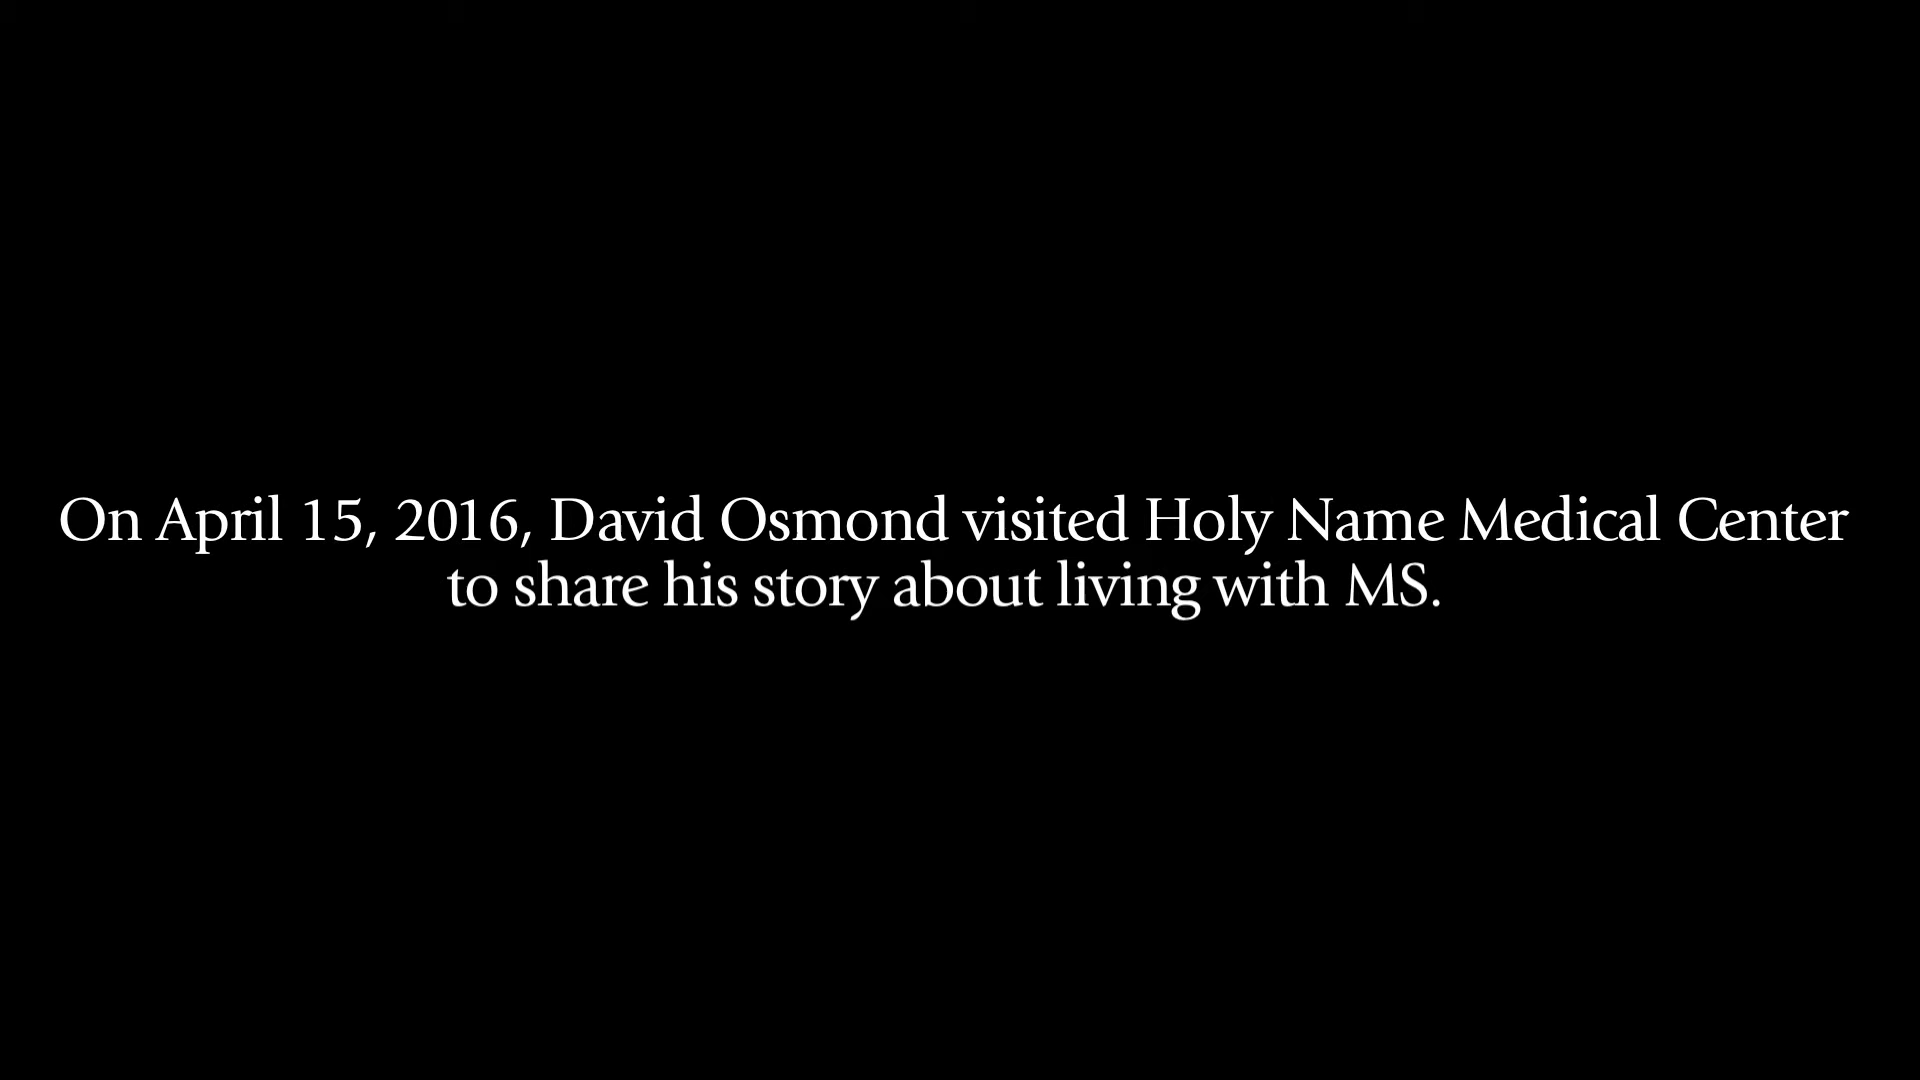 On April 15, 2016, David Osmond visited Holy Name Medical Center
to share his story about living with MS.